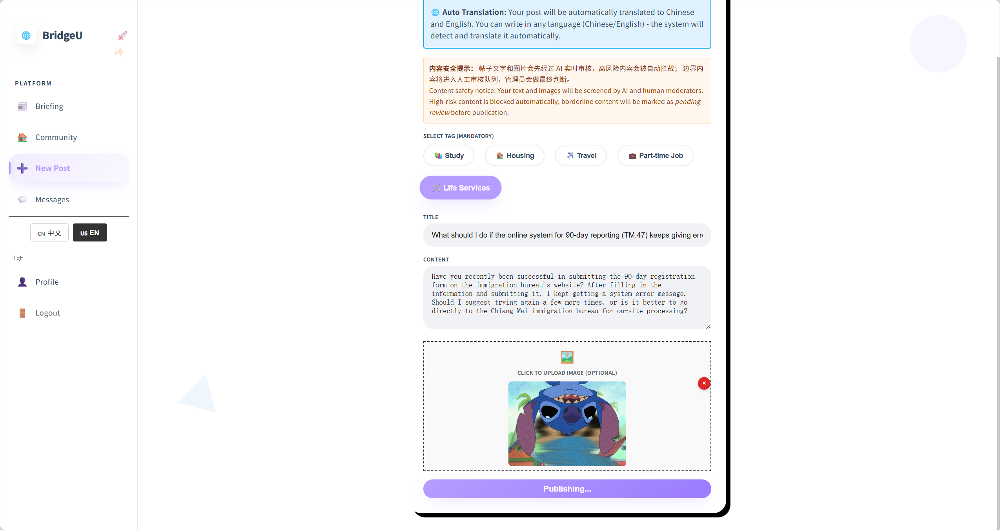 BridgeU
PLATFORM
Briefing
Community
New Post
Messages
CN 中文
US EN
lgh
Profile
Logout
Auto Translation: Your post will be automatically translated to Chinese
and English. You can write in any language (Chinese/English) - the system will
detect and translate it automatically.
内容安全提示： 帖子文字和图片会先经过 AI 实时审核，高风险内容会被自动拦截； 边界内
容将进入人工审核队列，管理员会做最终判断。
Content safety notice: Your text and images will be screened by AI and human moderators.
High-risk content is blocked automatically; borderline content will be marked as pending
review before publication.
SELECT TAG (MANDATORY)
Study
Housing
Travel
Part-time Job
Life Services
TITLE
What should I do if the online system for 90-day reporting (TM.47) keeps giving
CONTENT
Have you recently been successful in submitting the 90-day registration
form on the immigration bureau's website? After filling in the
information and submitting it, I kept getting a system error message.
Should I suggest trying again a few more times, or is it better to go
directly to the Chiang Mai immigration bureau for on-site processing?
CLICK TO UPLOAD IMAGE (OPTIONAL)
Publishing...